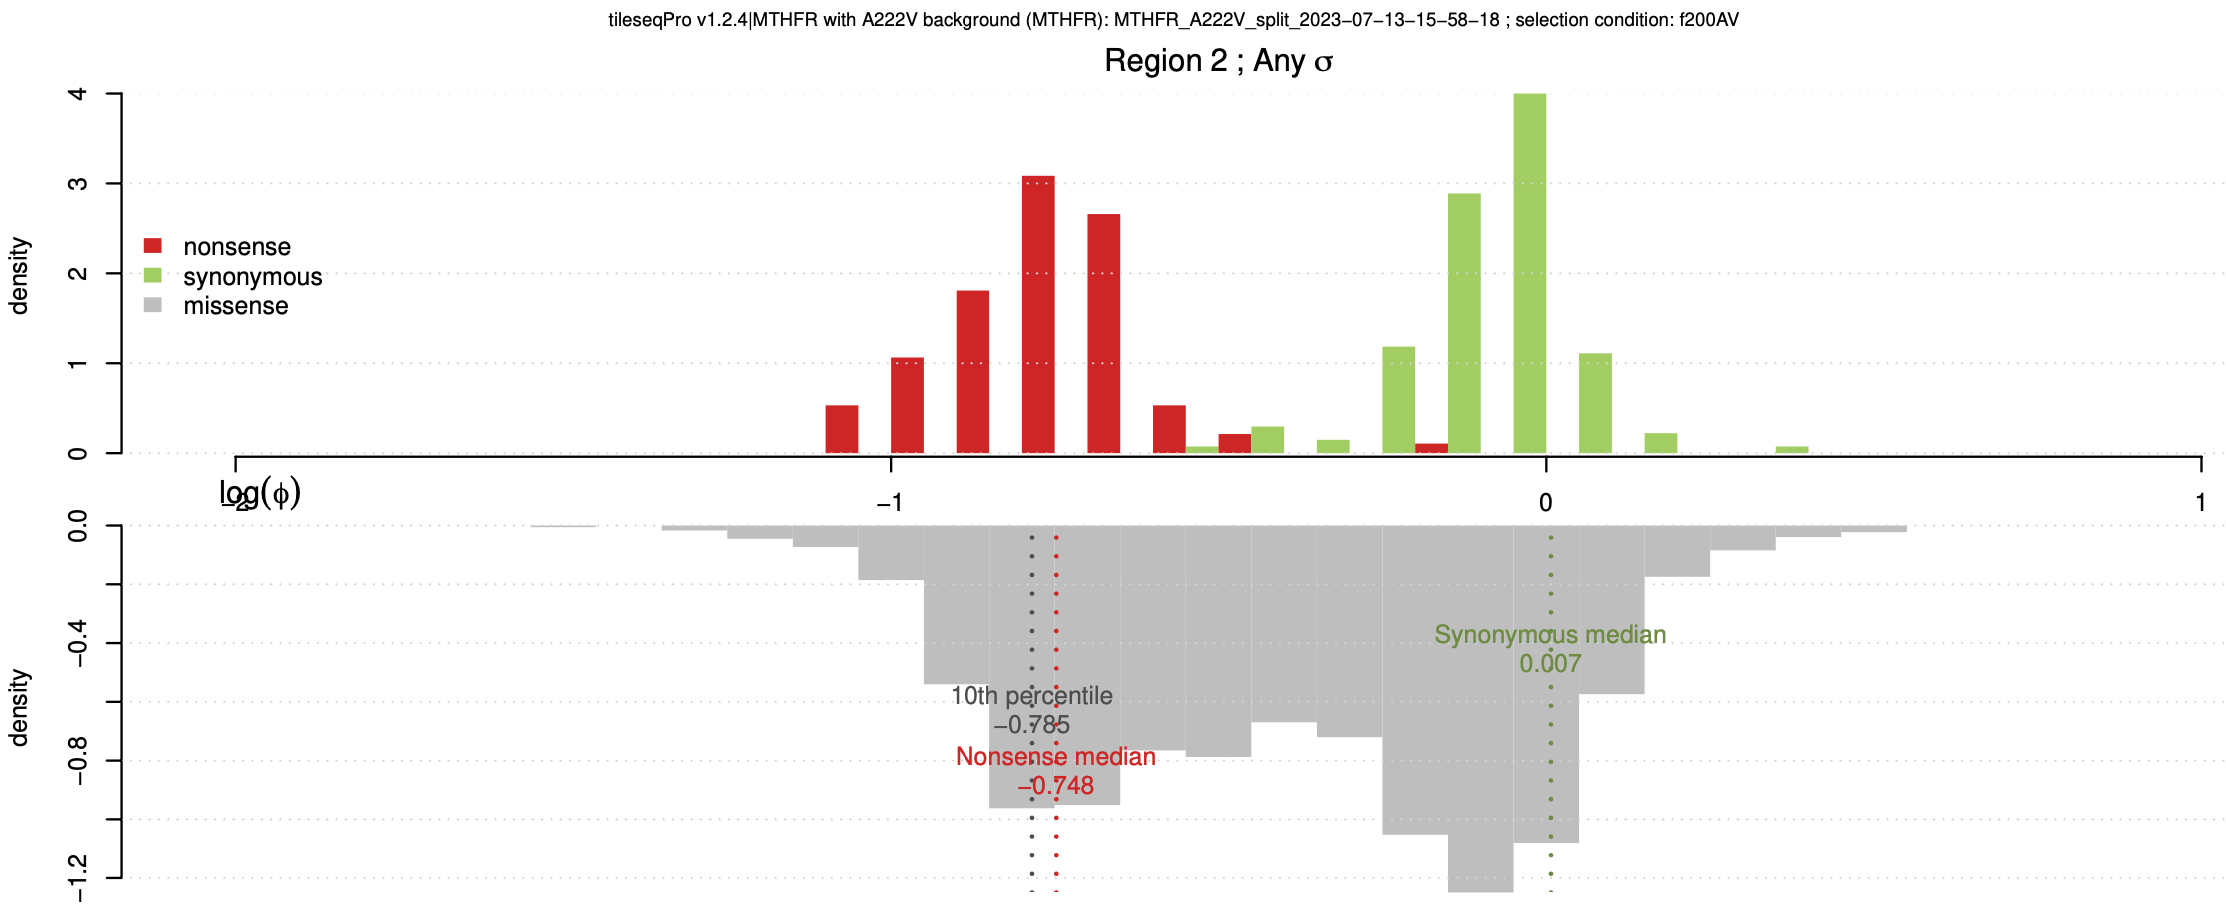 tileseqPro v1.2.4|MTHFR with A222V background (MTHFR): MTHFR_A222V_split_2023−07−13−15−58−18 ; selection condition: f200AV
Region 2 ; Any σ
density
4
3
2
1
0
nonsense
synonymous
missense
log(ϕ)
−2
−1
0
1
density
0.0
−0.4
−0.8
−1.2
Synonymous median
0.007
10th percentile
−0.785
Nonsense median
−0.748